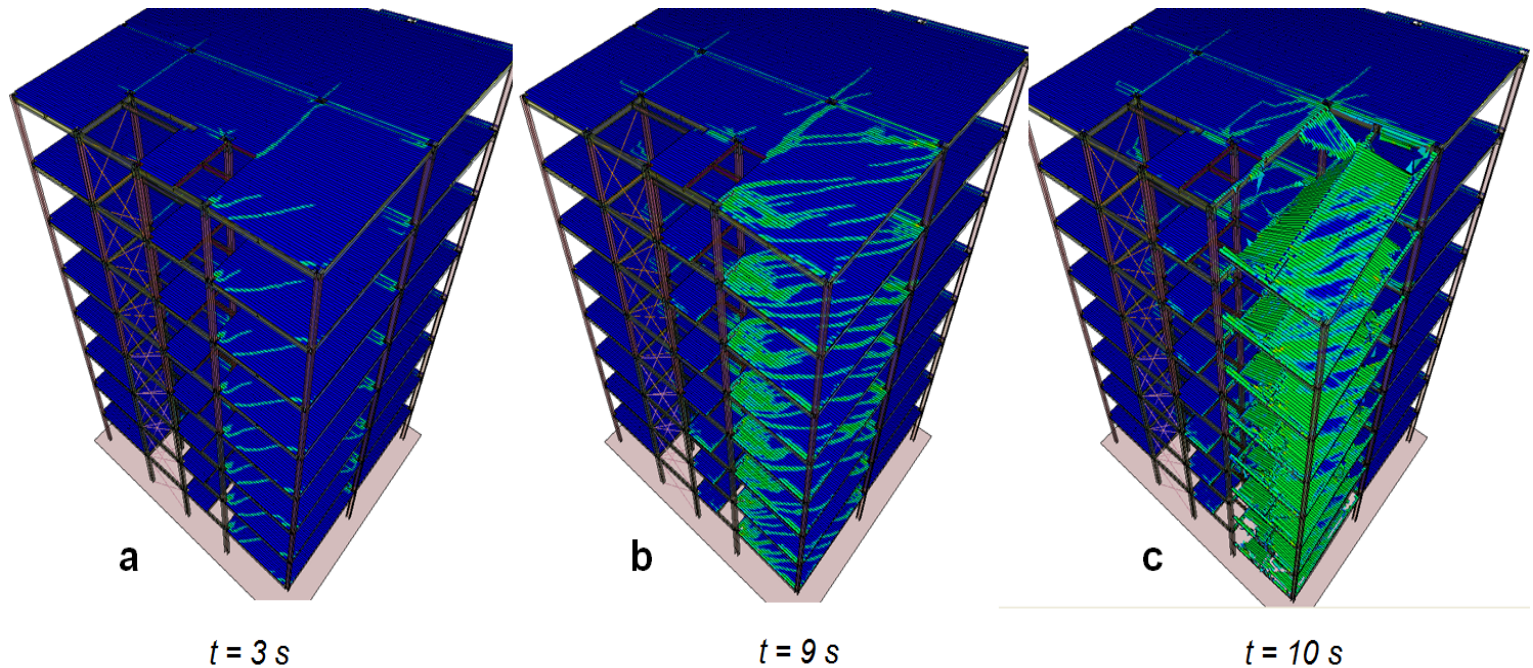 a
b
c
t = 3 s
t = 9 s
t = 10 s